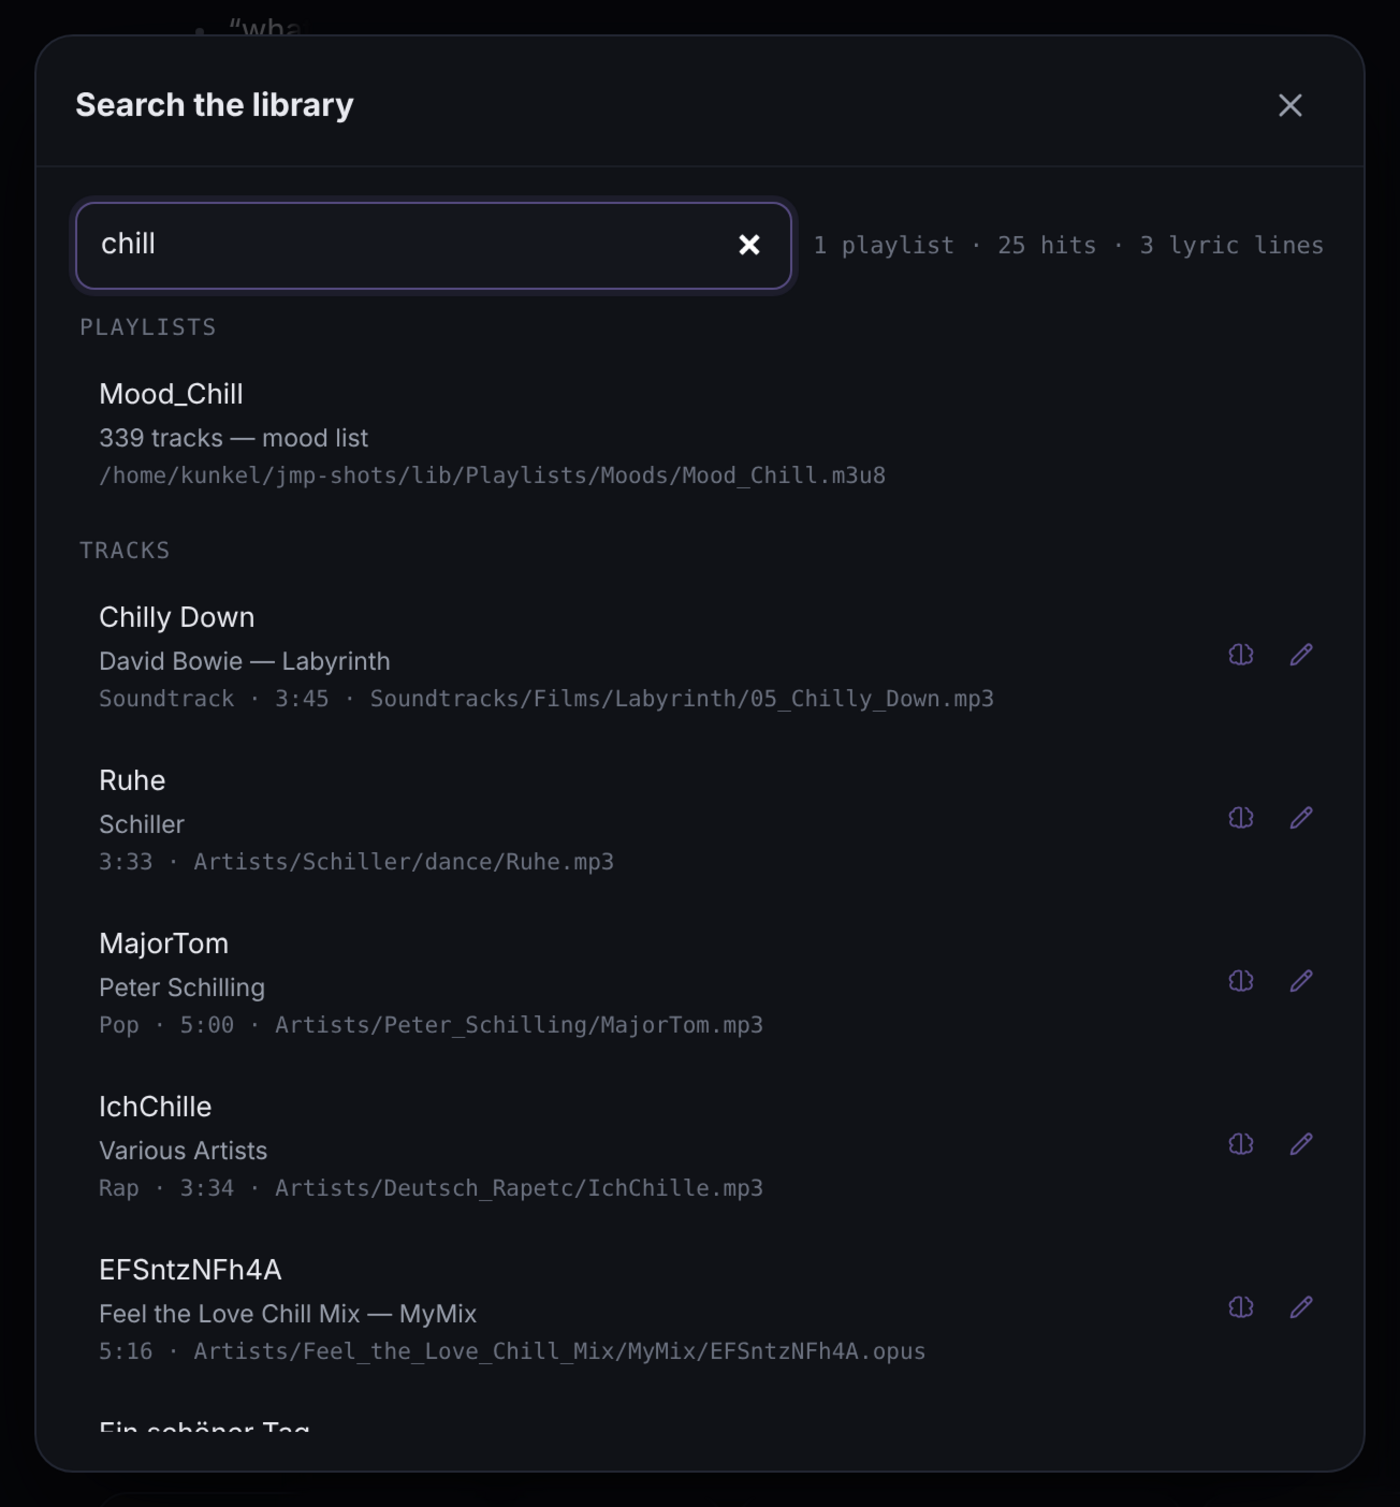 “wha
Search the library
chill
1 playlist · 25 hits · 3 lyric lines
PLAYLISTS
Mood_Chill
339 tracks — mood list
/home/kunkel/jmp-shots/lib/Playlists/Moods/Mood_Chill.m3u8
TRACKS
Chilly Down
David Bowie — Labyrinth
Soundtrack · 3:45 · Soundtracks/Films/Labyrinth/05_Chilly_Down.mp3
Ruhe
Schiller
3:33 · Artists/Schiller/dance/Ruhe.mp3
MajorTom
Peter Schilling
Pop · 5:00 · Artists/Peter_Schilling/MajorTom.mp3
IchChille
Various Artists
Rap · 3:34 · Artists/Deutsch_Rapetc/IchChille.mp3
EFSntzNFh4A
Feel the Love Chill Mix — MyMix
5:16 · Artists/Feel_the_Love_Chill_Mix/MyMix/EFSntzNFh4A.opus
Ein schöner Tag